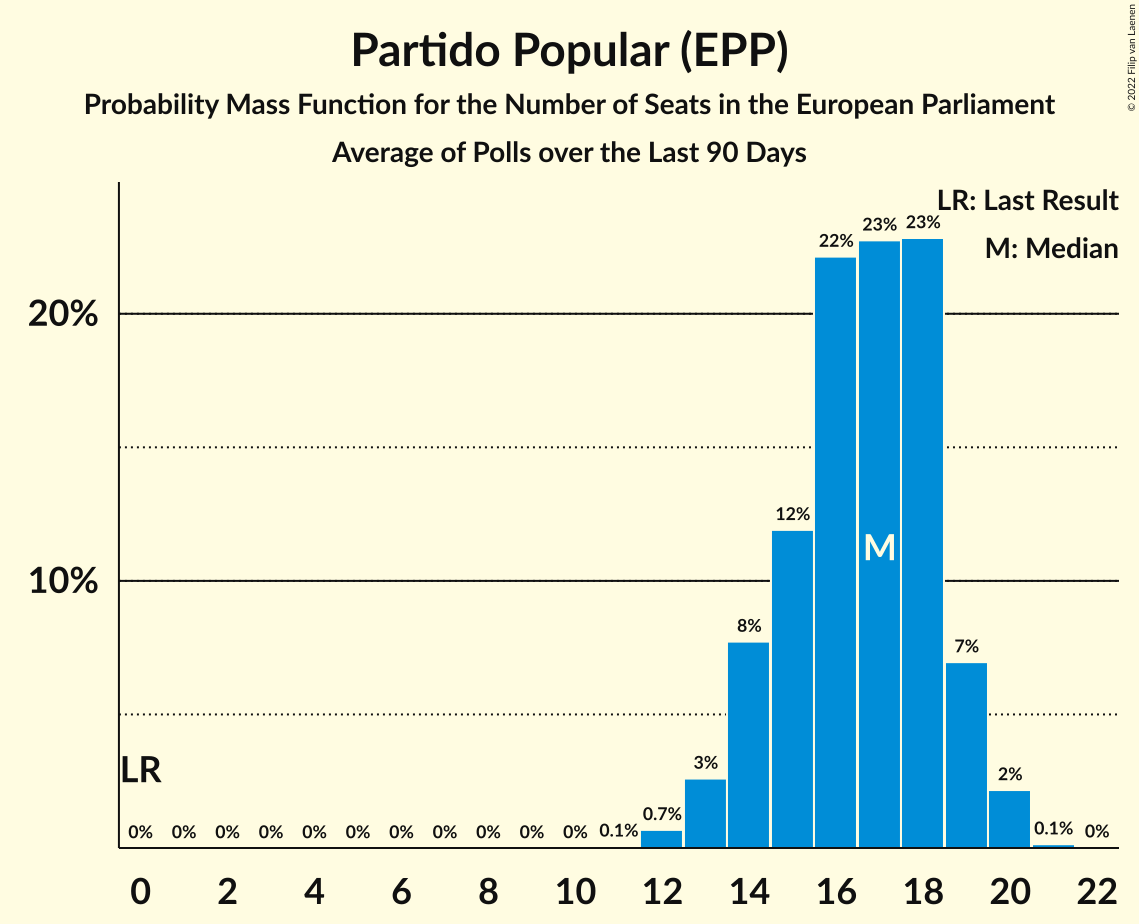 © 2022 Filip van Laenen
Partido Popular (EPP)
Probability Mass Function for the Number of Seats in the European Parliament
Average of Polls over the Last 90 Days
LR: Last Result
M: Median
20%
10%
LR
M
0% 0% 0% 0% 0% 0% 0% 0% 0% 0% 0% 0.1% 0.7% 3% 8% 12% 22% 23% 23% 7% 2% 0.1% 0%
0 2 4 6 8 10 12 14 16 18 20 22